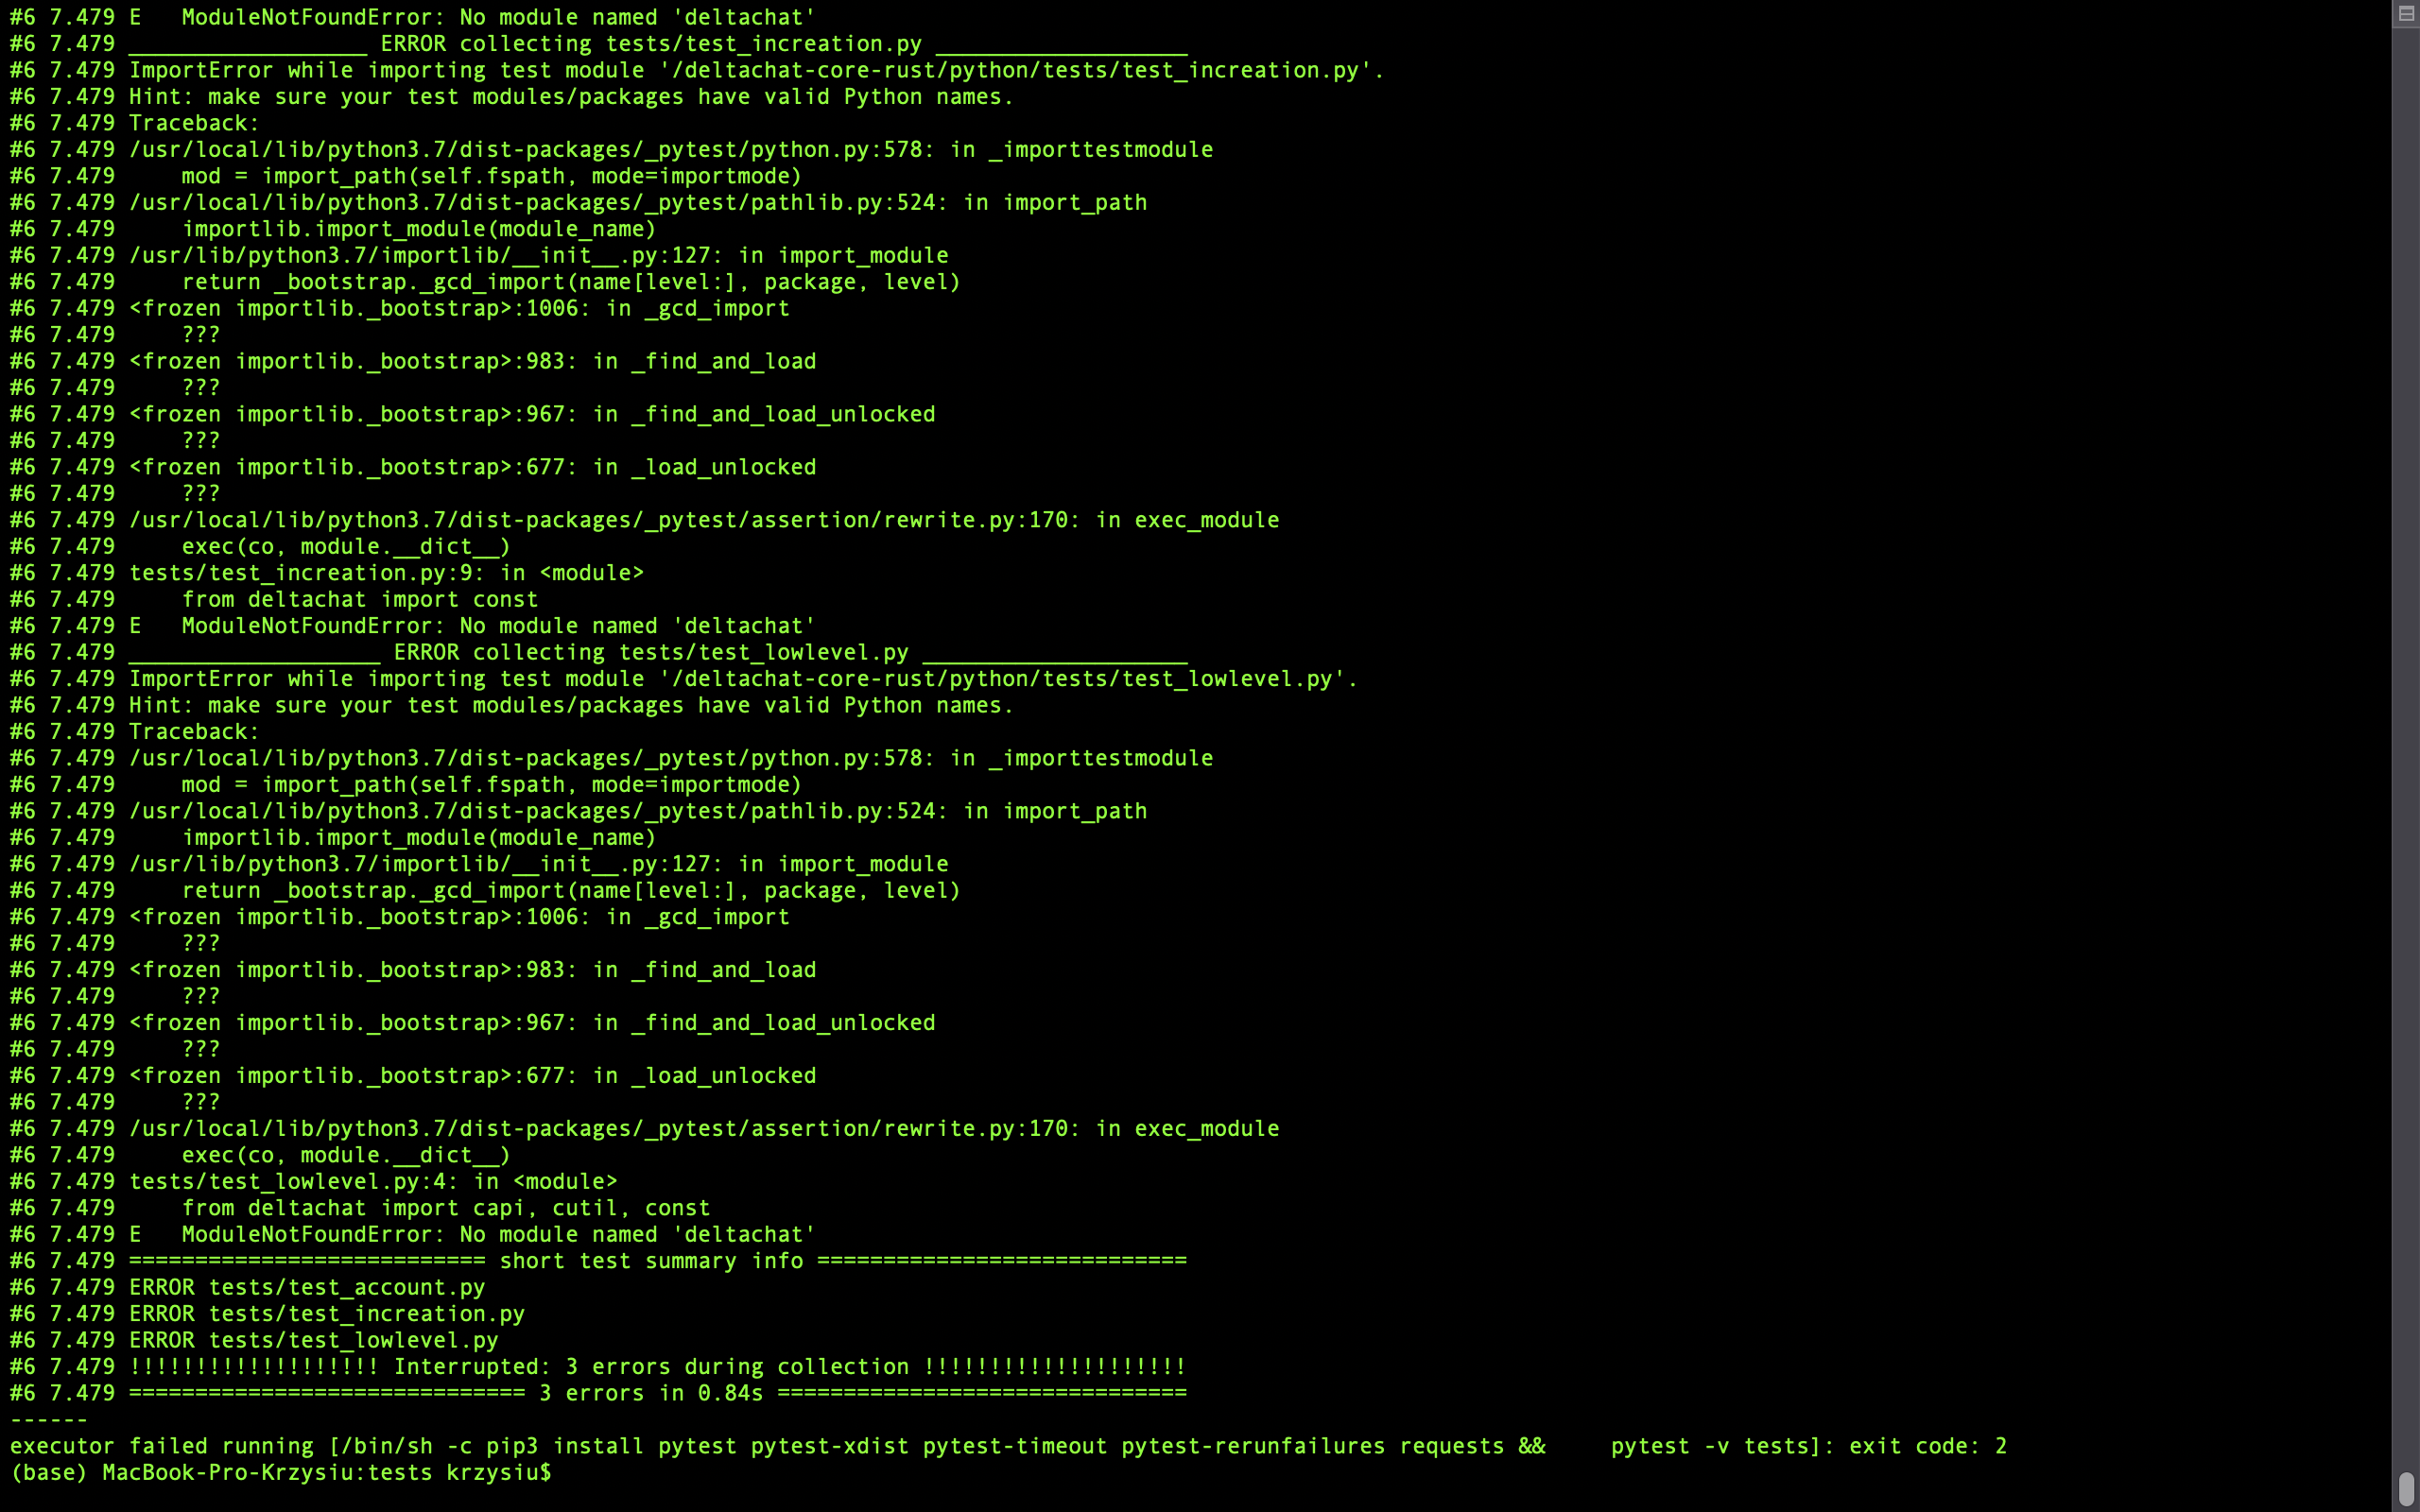 #6 7.479 E   ModuleNotFoundError: No module named 'deltachat'
#6 7.479 __________________ ERROR collecting tests/test_increation.py ___________________
#6 7.479 ImportError while importing test module '/deltachat-core-rust/python/tests/test_increation.py'.
#6 7.479 Hint: make sure your test modules/packages have valid Python names.
#6 7.479 Traceback:
#6 7.479 /usr/local/lib/python3.7/dist-packages/_pytest/python.py:578: in _importtestmodule
#6 7.479     mod = import_path(self.fspath, mode=importmode)
#6 7.479 /usr/local/lib/python3.7/dist-packages/_pytest/pathlib.py:524: in import_path
#6 7.479     importlib.import_module(module_name)
#6 7.479 /usr/lib/python3.7/importlib/__init__.py:127: in import_module
#6 7.479     return _bootstrap._gcd_import(name[level:], package, level)
#6 7.479 <frozen importlib._bootstrap>:1006: in _gcd_import
#6 7.479     ???
#6 7.479 <frozen importlib._bootstrap>:983: in _find_and_load
#6 7.479     ???
#6 7.479 <frozen importlib._bootstrap>:967: in _find_and_load_unlocked
#6 7.479     ???
#6 7.479 <frozen importlib._bootstrap>:677: in _load_unlocked
#6 7.479     ???
#6 7.479 /usr/local/lib/python3.7/dist-packages/_pytest/assertion/rewrite.py:170: in exec_module
#6 7.479     exec(co, module.__dict__)
#6 7.479 tests/test_increation.py:9: in <module>
#6 7.479     from deltachat import const
#6 7.479 E   ModuleNotFoundError: No module named 'deltachat'
#6 7.479 ___________________ ERROR collecting tests/test_lowlevel.py ____________________
#6 7.479 ImportError while importing test module '/deltachat-core-rust/python/tests/test_lowlevel.py'.
#6 7.479 Hint: make sure your test modules/packages have valid Python names.
#6 7.479 Traceback:
#6 7.479 /usr/local/lib/python3.7/dist-packages/_pytest/python.py:578: in _importtestmodule
#6 7.479     mod = import_path(self.fspath, mode=importmode)
#6 7.479 /usr/local/lib/python3.7/dist-packages/_pytest/pathlib.py:524: in import_path
#6 7.479     importlib.import_module(module_name)
#6 7.479 /usr/lib/python3.7/importlib/__init__.py:127: in import_module
#6 7.479     return _bootstrap._gcd_import(name[level:], package, level)
#6 7.479 <frozen importlib._bootstrap>:1006: in _gcd_import
#6 7.479     ???
#6 7.479 <frozen importlib._bootstrap>:983: in _find_and_load
#6 7.479     ???
#6 7.479 <frozen importlib._bootstrap>:967: in _find_and_load_unlocked
#6 7.479     ???
#6 7.479 <frozen importlib._bootstrap>:677: in _load_unlocked
#6 7.479     ???
#6 7.479 /usr/local/lib/python3.7/dist-packages/_pytest/assertion/rewrite.py:170: in exec_module
#6 7.479     exec(co, module.__dict__)
#6 7.479 tests/test_lowlevel.py:4: in <module>
#6 7.479     from deltachat import capi, cutil, const
#6 7.479 E   ModuleNotFoundError: No module named 'deltachat'
#6 7.479 =========================== short test summary info ============================
#6 7.479 ERROR tests/test_account.py
#6 7.479 ERROR tests/test_increation.py
#6 7.479 ERROR tests/test_lowlevel.py
#6 7.479 !!!!!!!!!!!!!!!!!!! Interrupted: 3 errors during collection !!!!!!!!!!!!!!!!!!!!
#6 7.479 ============================== 3 errors in 0.84s ===============================
------
executor failed running [/bin/sh -c pip3 install pytest pytest-xdist pytest-timeout pytest-rerunfailures requests &&     pytest -v tests]: exit code: 2
(base) MacBook-Pro-Krzysiu:tests krzysiu$